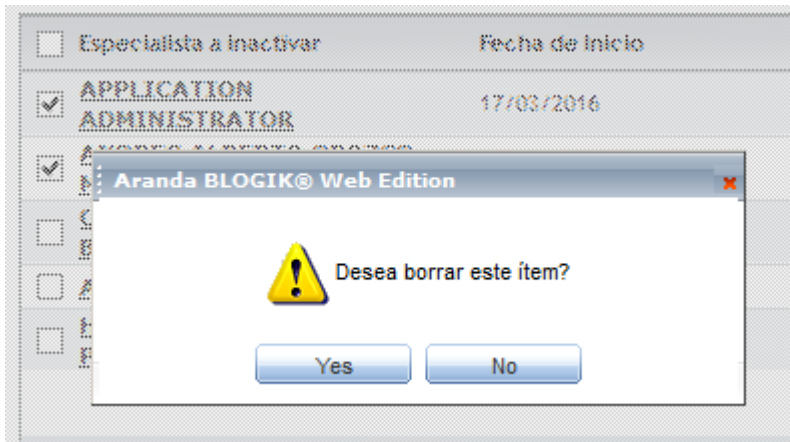 Especialista a inactivar
Fecha de Inicio
APPLICATION
ADMINISTRATOR
17/03/2016
Aranda BLOGIK® Web Edition
Desea borrar este ítem?
Yes
No